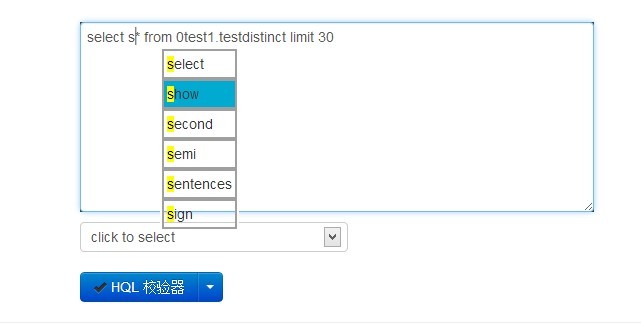 select s* from 0test1.testdistinct limit 30
select
show
second
semi
sentences
sign
click to select
HQL 校验器